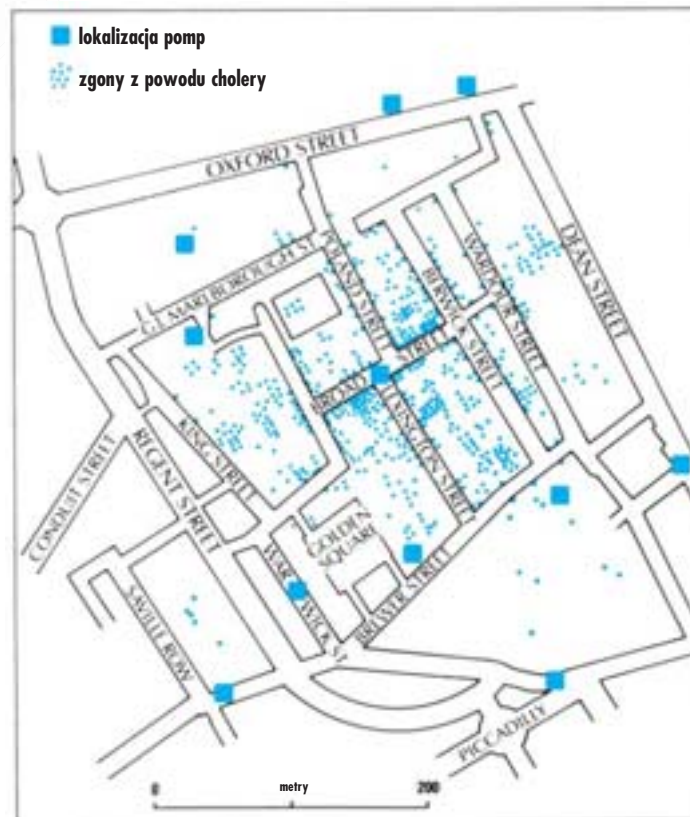 lokalizacja pomp
zgony z powodu cholery
OXFORD STREET
GT. MARLBOROUGH ST.
POLAND STREET
BERWICK STREET
WARDOUR STREET
DEAN STREET
BROAD STREET
KING STREET
LEXINGTON STREET
REGENT STREET
CONDUIT STREET
GOLDEN
SQUARE
WARWICK ST.
BREWER STREET
SAVILLE ROW
PICCADILLY
0 metry 200